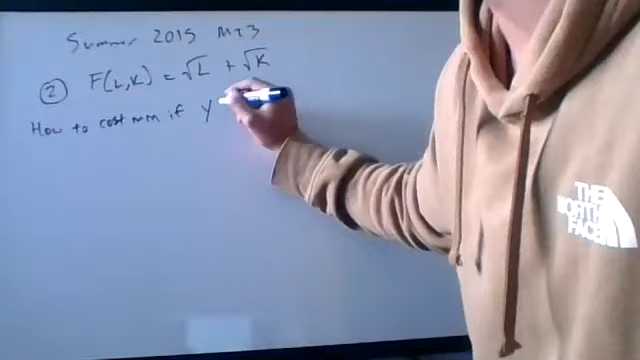 Summer 2015 MT3
② F(L,K) = √L + √K
How to cost min if y
THE
NORTH
FACE